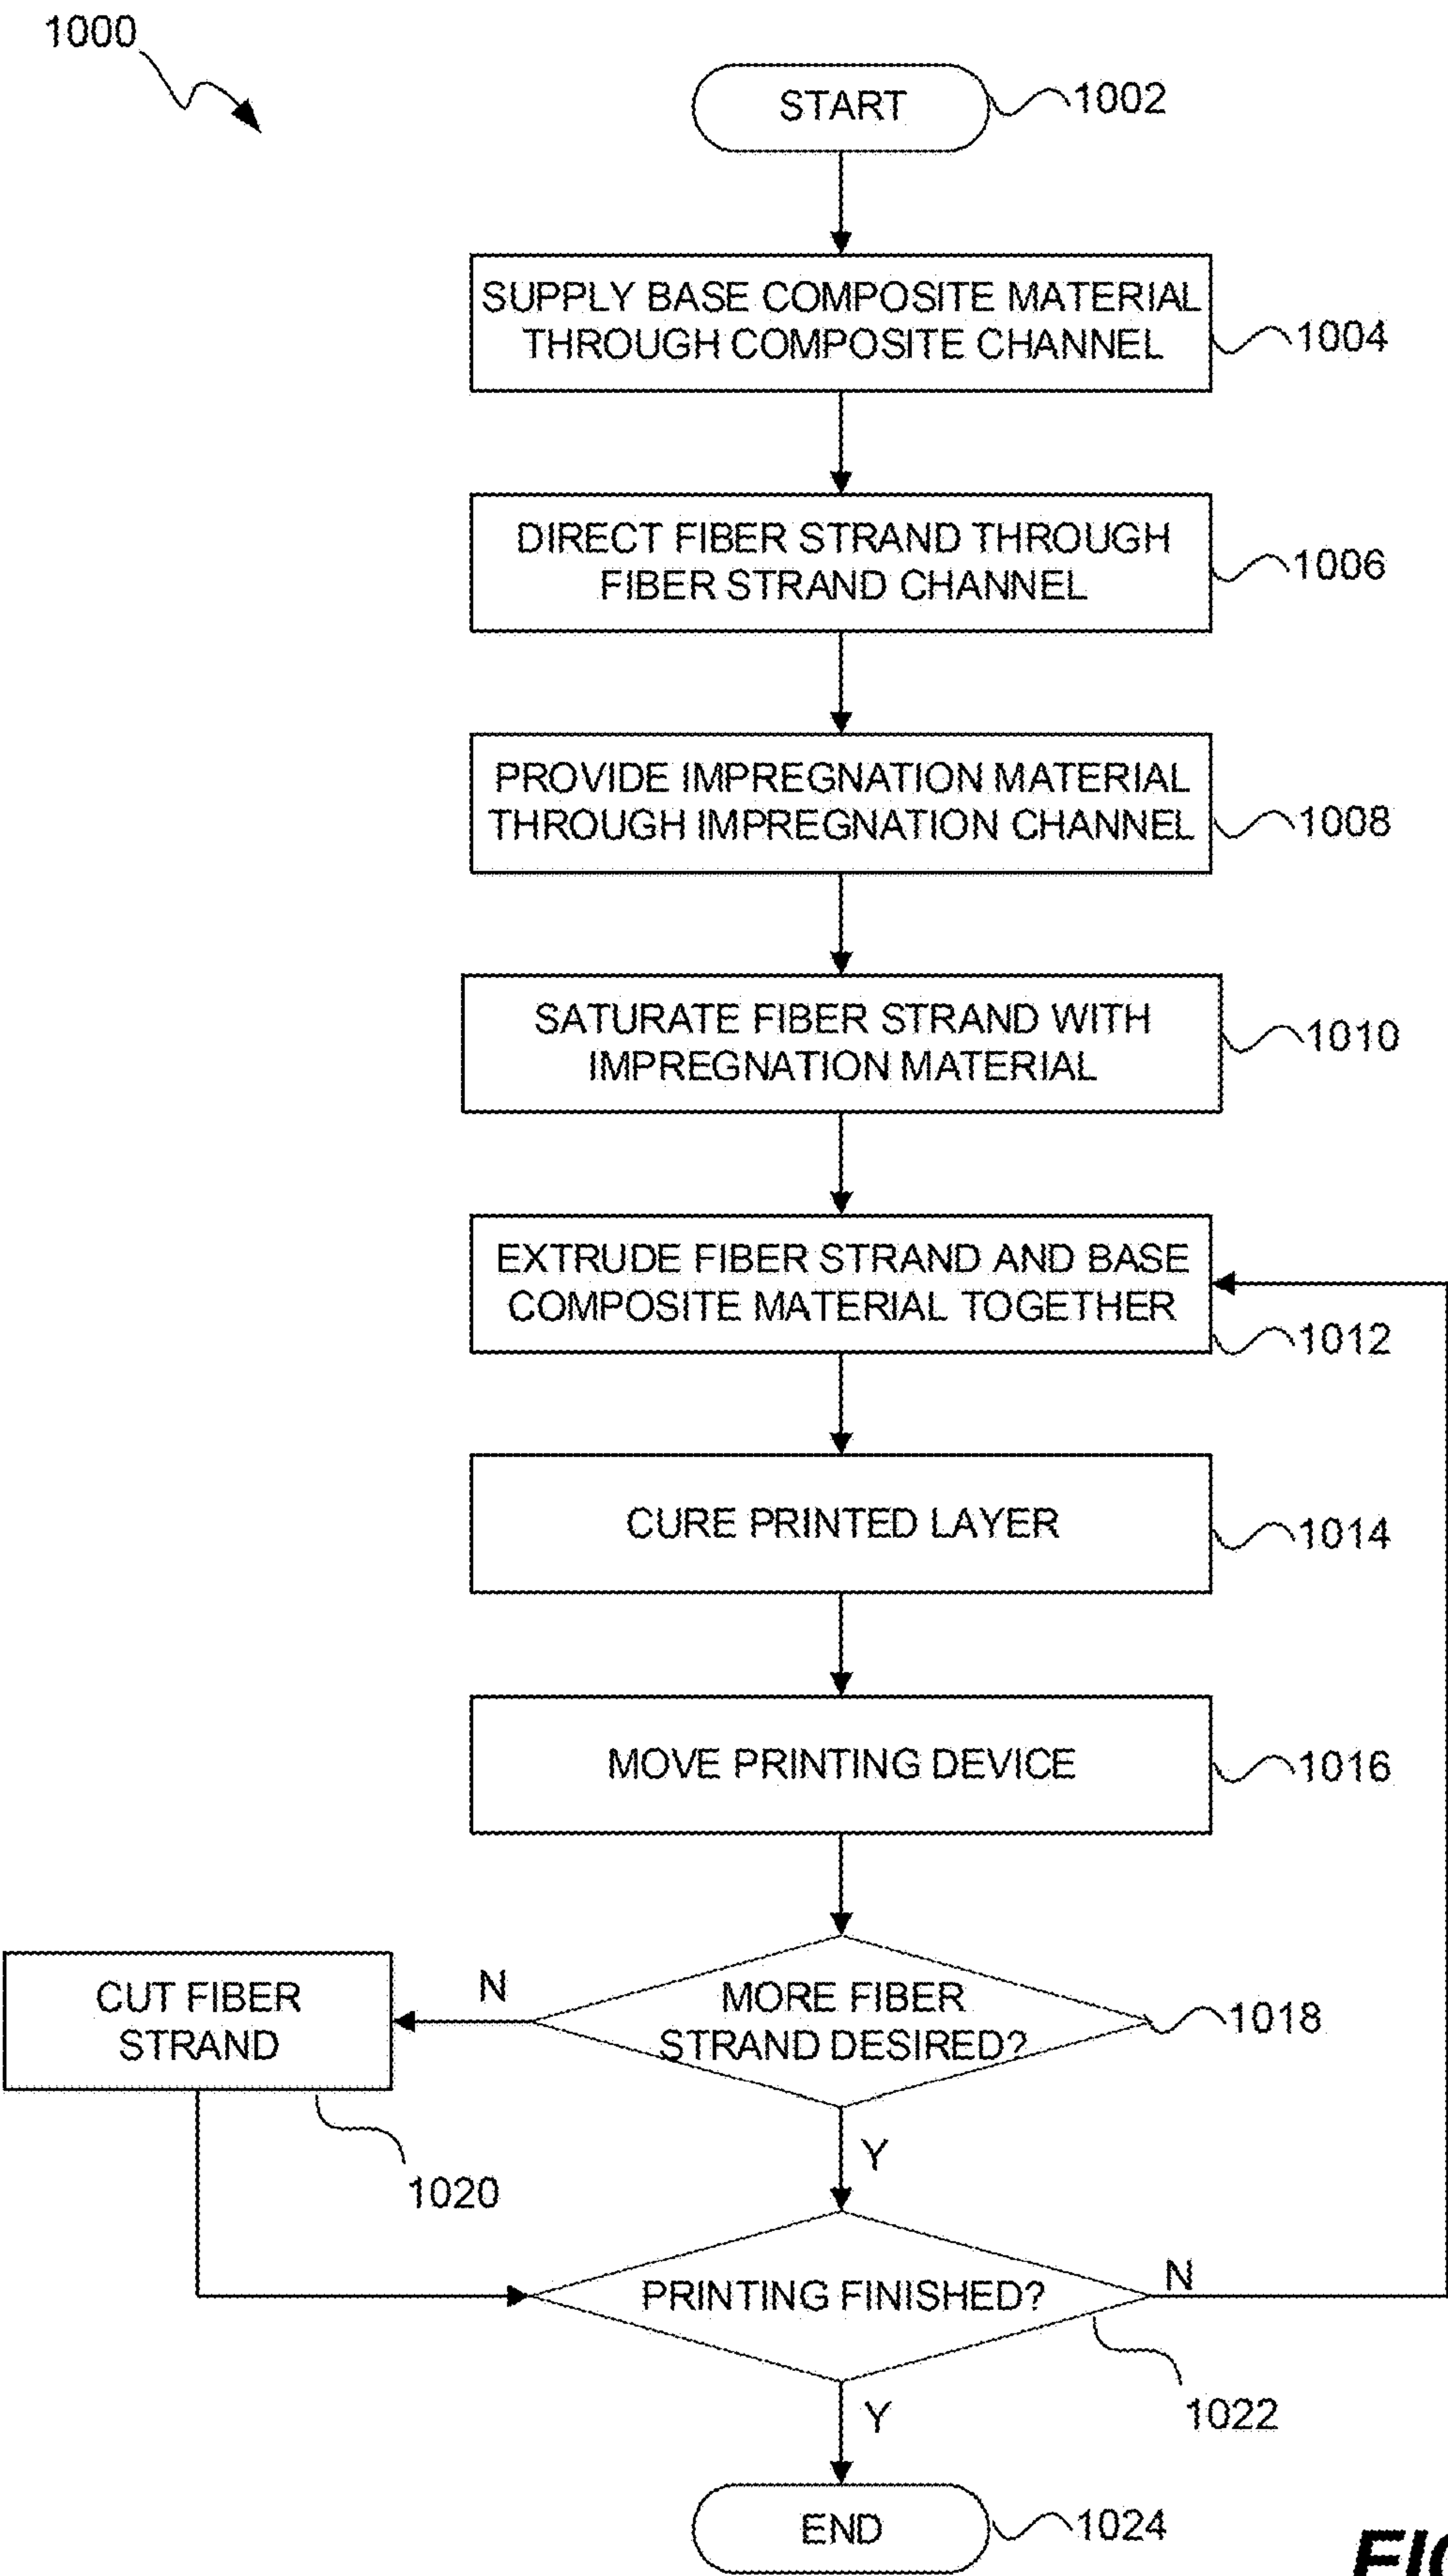 1000
START
1002
SUPPLY BASE COMPOSITE MATERIAL
THROUGH COMPOSITE CHANNEL
1004
DIRECT FIBER STRAND THROUGH
FIBER STRAND CHANNEL
1006
PROVIDE IMPREGNATION MATERIAL
THROUGH IMPREGNATION CHANNEL
1008
SATURATE FIBER STRAND WITH
IMPREGNATION MATERIAL
1010
EXTRUDE FIBER STRAND AND BASE
COMPOSITE MATERIAL TOGETHER
1012
CURE PRINTED LAYER
1014
MOVE PRINTING DEVICE
1016
MORE FIBER
STRAND DESIRED?
1018
N
CUT FIBER
STRAND
1020
Y
PRINTING FINISHED?
N
1022
Y
END
1024